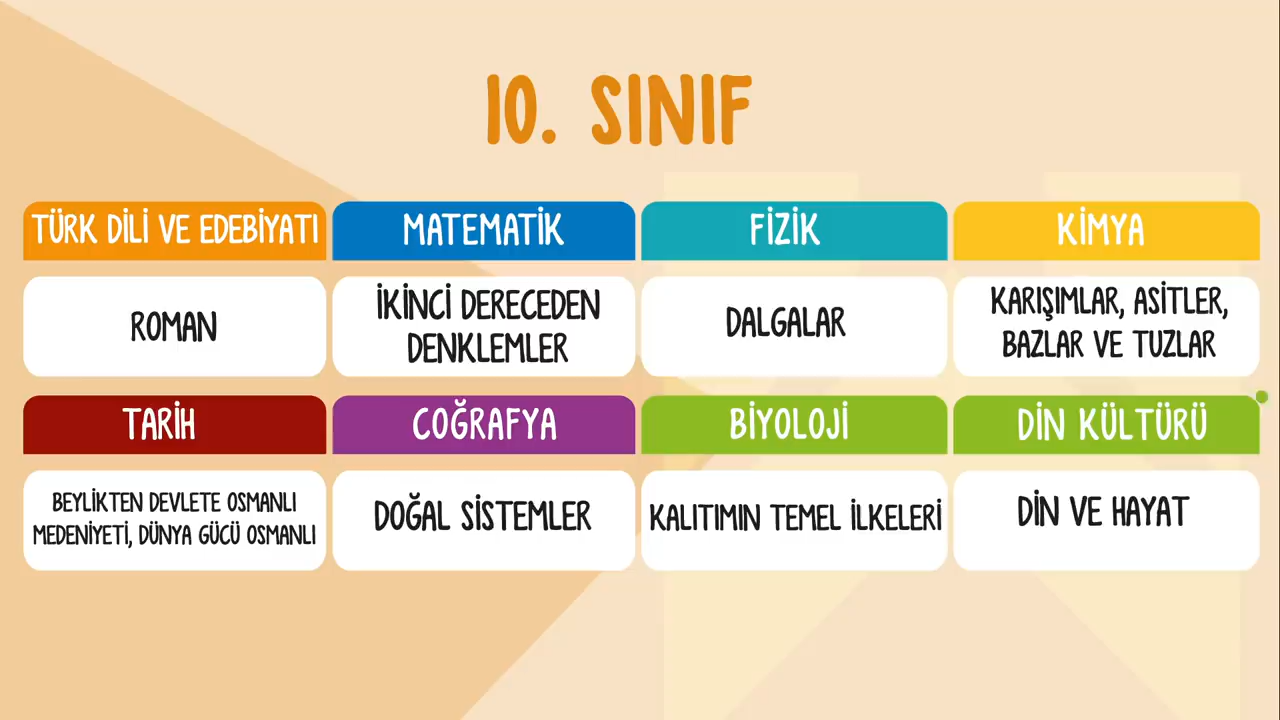 10. SINIF
TÜRK DİLİ VE EDEBİYATI
MATEMATİK
FİZİK
KİMYA
ROMAN
İKİNCİ DERECEDEN
DENKLEMLER
DALGALAR
KARIŞIMLAR, ASİTLER,
BAZLAR VE TUZLAR
TARİH
COĞRAFYA
BİYOLOJİ
DİN KÜLTÜRÜ
BEYLİKTEN DEVLETE OSMANLI
MEDENİYETİ, DÜNYA GÜCÜ OSMANLI
DOĞAL SİSTEMLER
KALITIMIN TEMEL İLKELERİ
DİN VE HAYAT